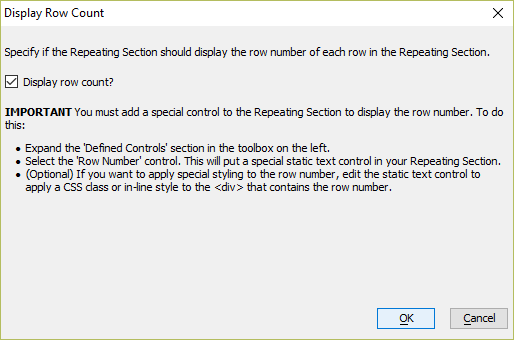 Display Row Count
Specify if the Repeating Section should display the row number of each row in the Repeating Section.
Display row count?
IMPORTANT You must add a special control to the Repeating Section to display the row number. To do
this:
• Expand the 'Defined Controls' section in the toolbox on the left.
• Select the 'Row Number' control. This will put a special static text control in your Repeating Section.
• (Optional) If you want to apply special styling to the row number, edit the static text control to
apply a CSS class or in-line style to the <div> that contains the row number.
OK
Cancel